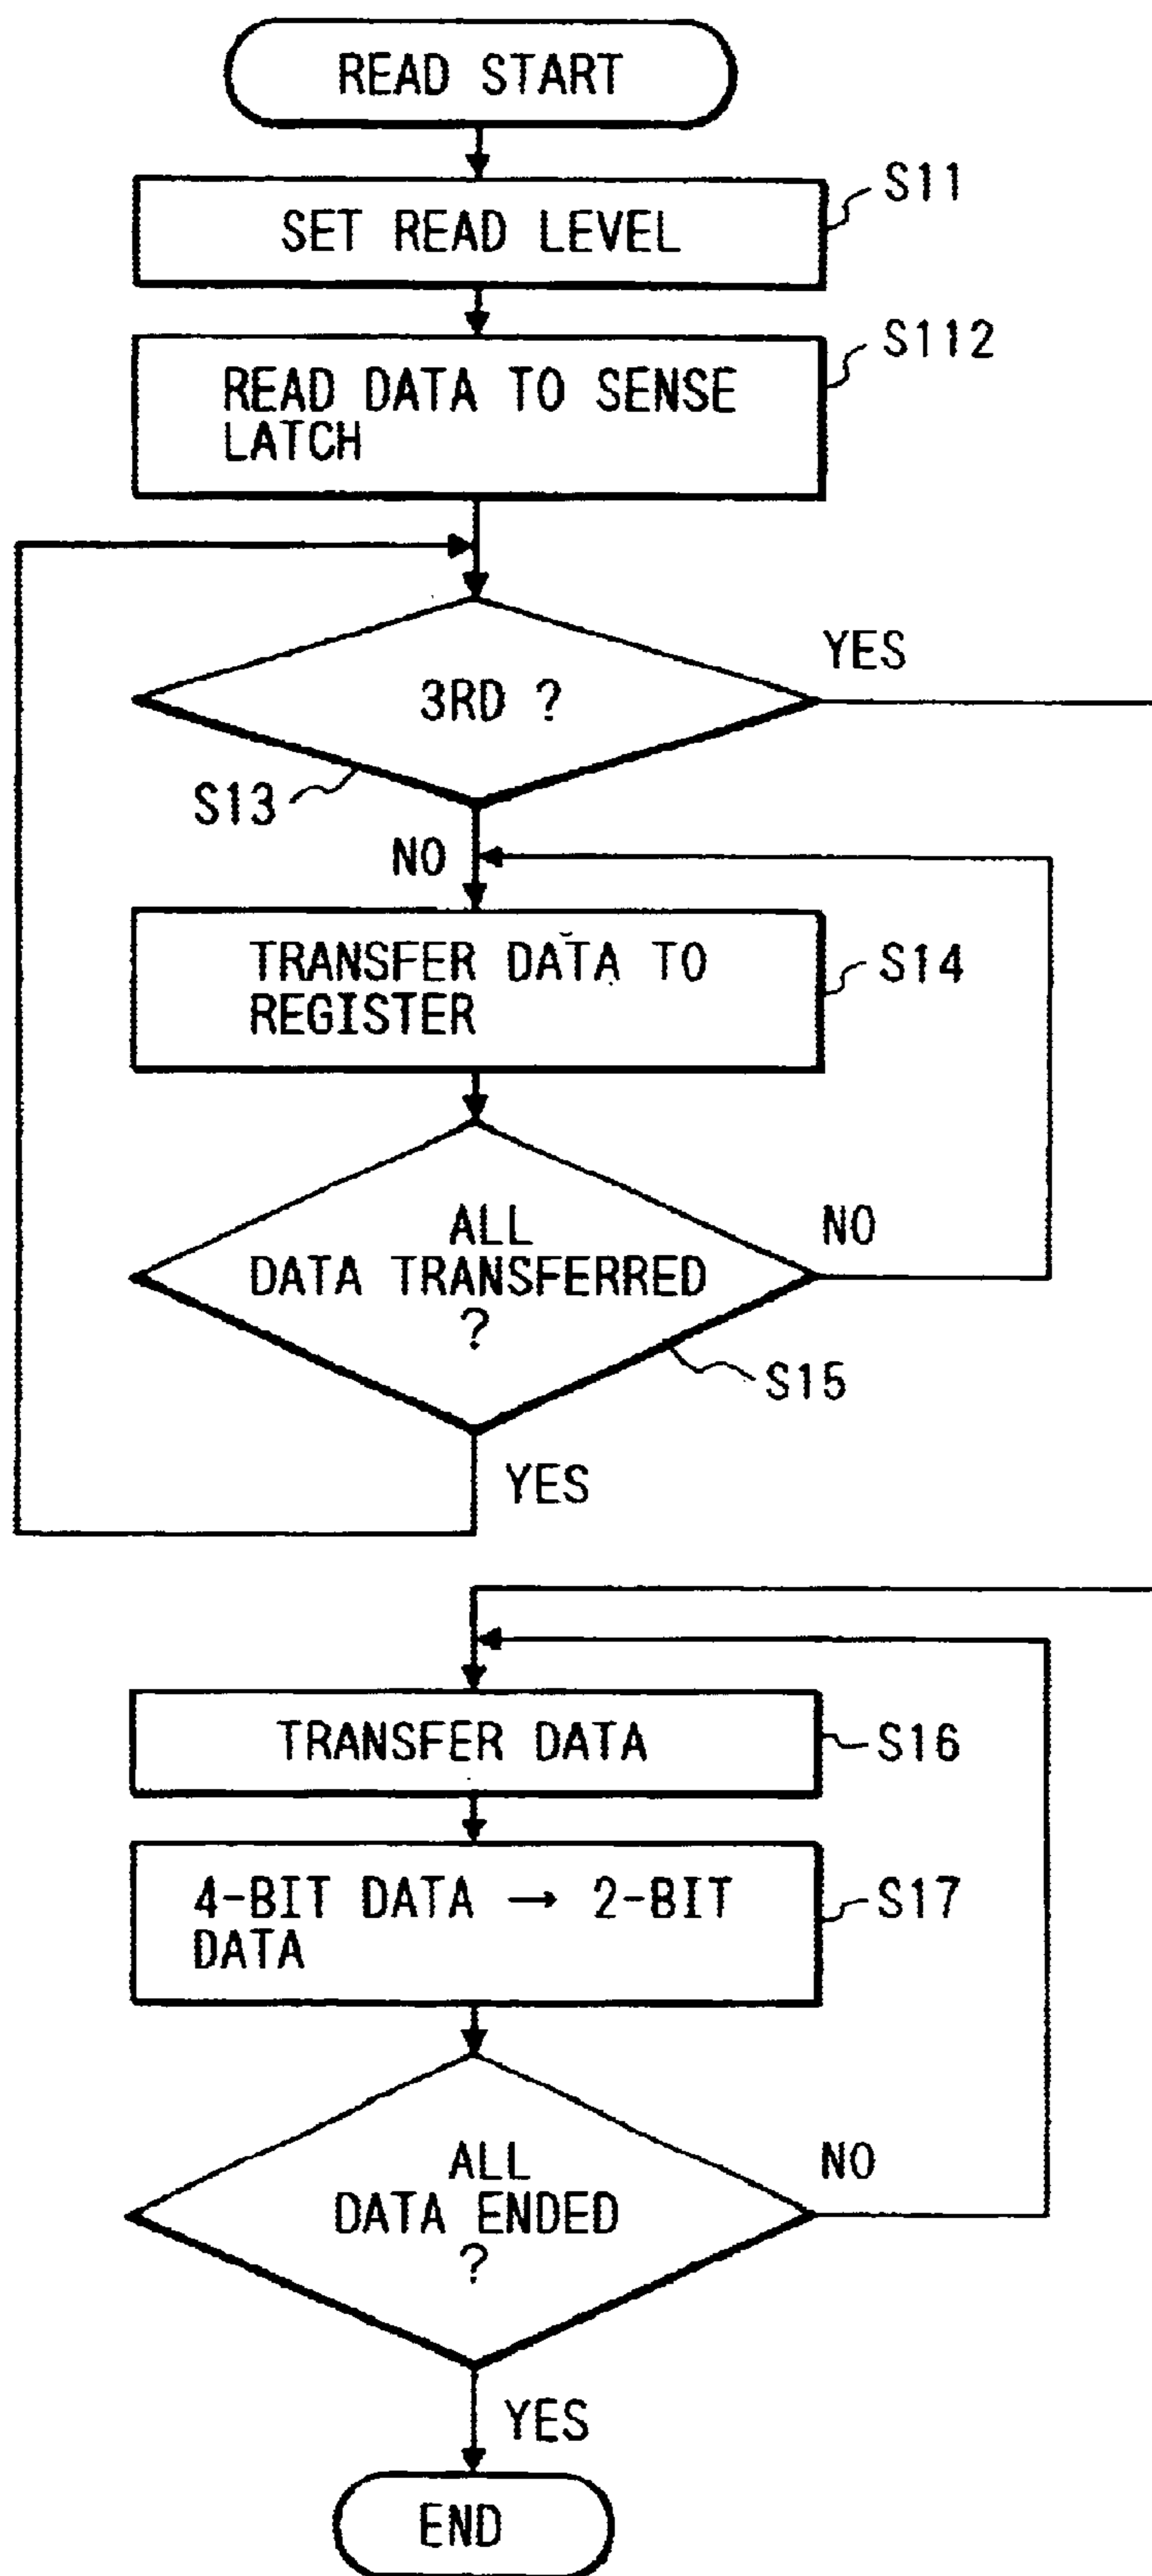 READ START
S11
SET READ LEVEL
S112
READ DATA TO SENSE
LATCH
YES
3RD ?
S13
NO
TRANSFER DATA TO
REGISTER
S14
ALL
DATA TRANSFERRED
?
NO
S15
YES
TRANSFER DATA
S16
4-BIT DATA → 2-BIT
DATA
S17
ALL
DATA ENDED
?
NO
YES
END